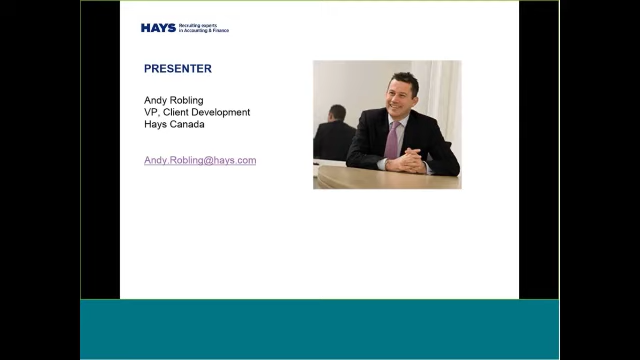 HAYS Recruiting experts
in Accounting & Finance
PRESENTER
Andy Robling
VP, Client Development
Hays Canada
Andy.Robling@hays.com